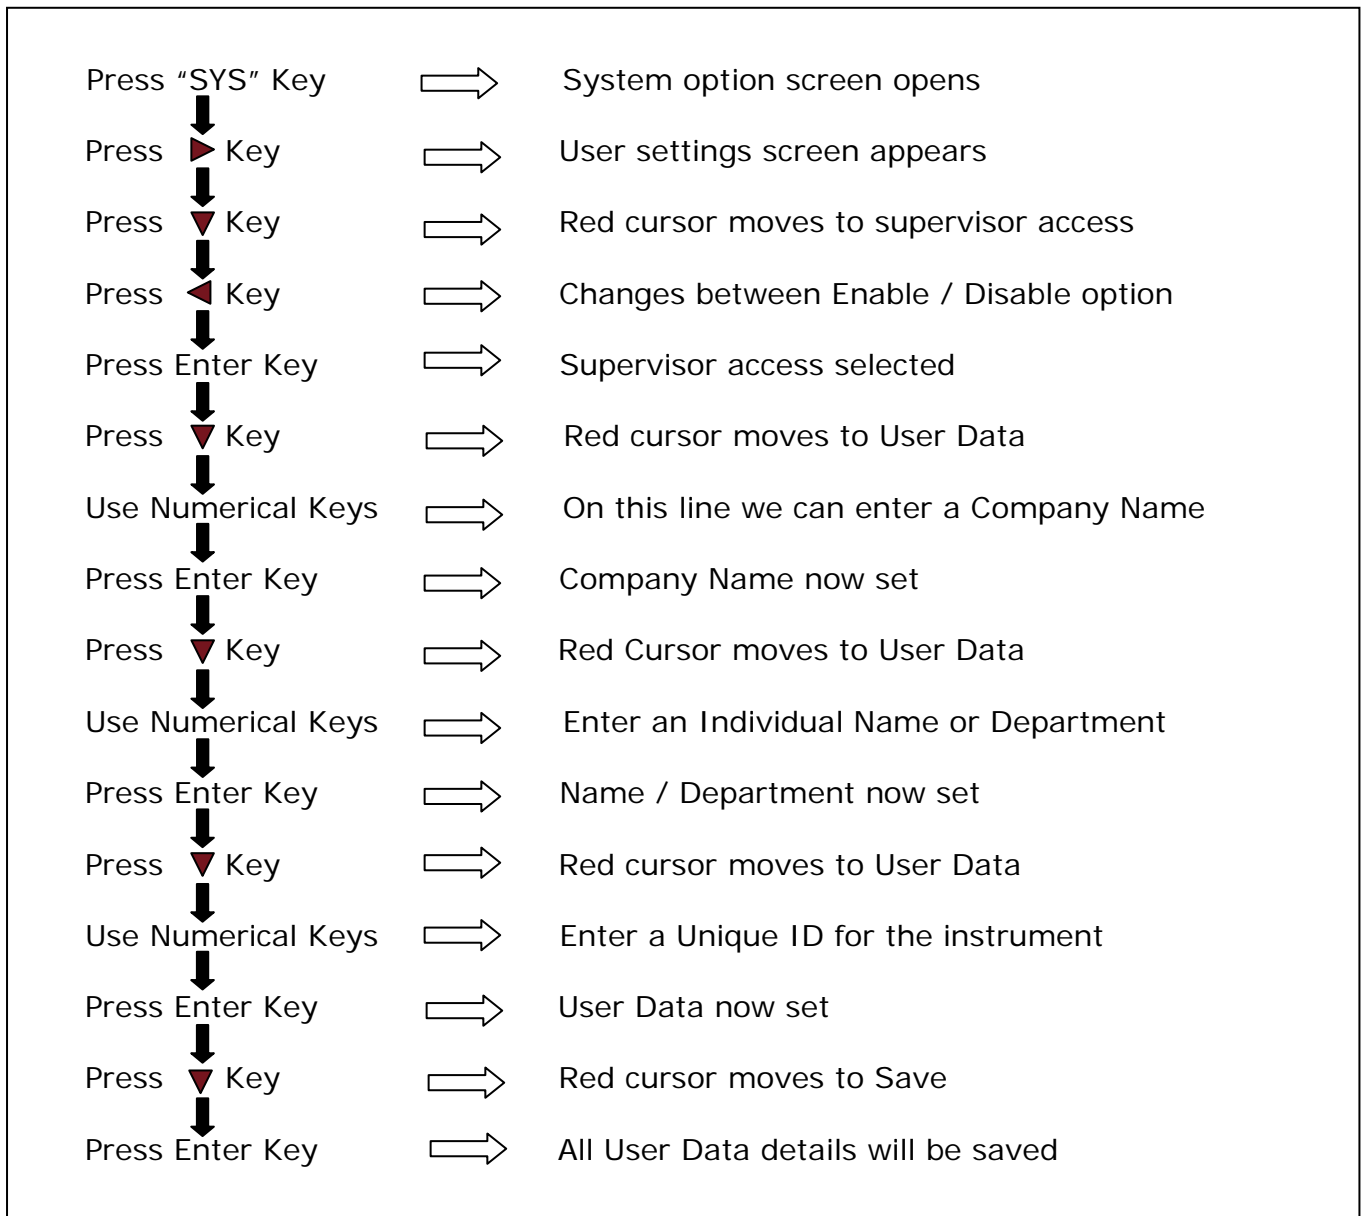 Press "SYS" Key System option screen opens
Press Key User settings screen appears
Press Key Red cursor moves to supervisor access
Press Key Changes between Enable / Disable option
Press Enter Key Supervisor access selected
Press Key Red cursor moves to User Data
Use Numerical Keys On this line we can enter a Company Name
Press Enter Key Company Name now set
Press Key Red Cursor moves to User Data
Use Numerical Keys Enter an Individual Name or Department
Press Enter Key Name / Department now set
Press Key Red cursor moves to User Data
Use Numerical Keys Enter a Unique ID for the instrument
Press Enter Key User Data now set
Press Key Red cursor moves to Save
Press Enter Key All User Data details will be saved